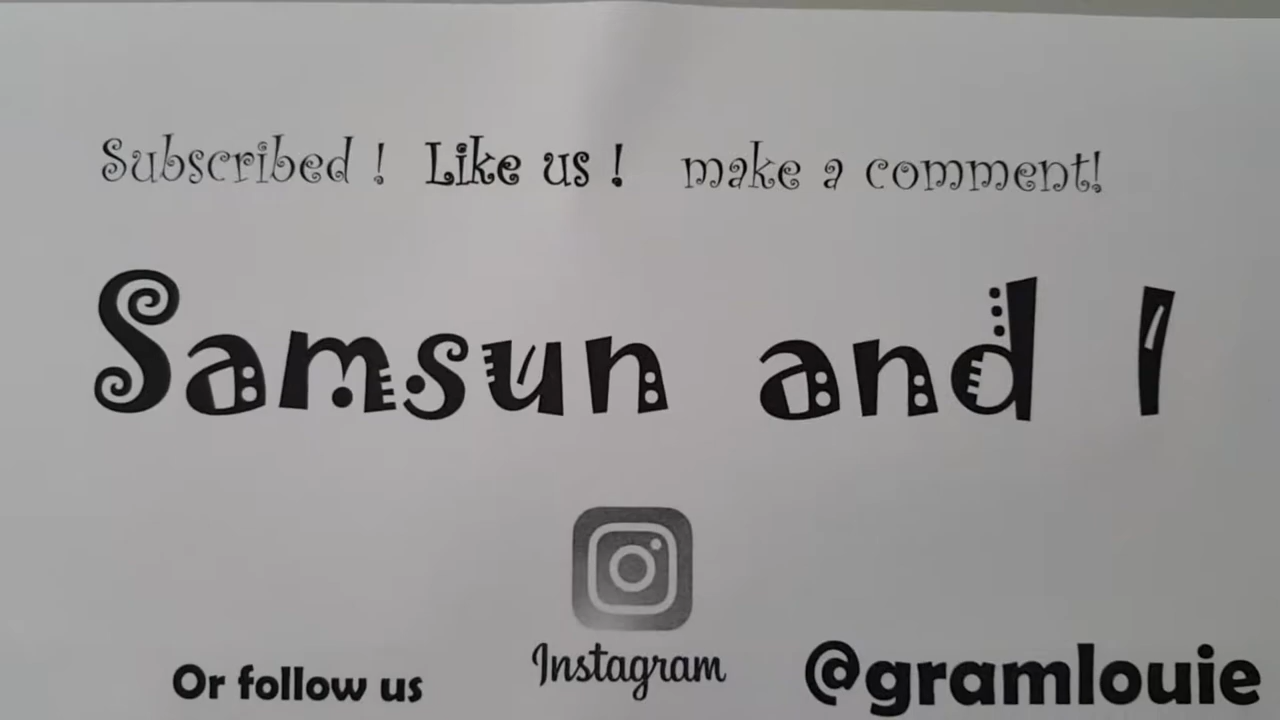 Subscribed ! Like us ! make a comment!
Samsun and I
Instagram
Or follow us @gramlouie